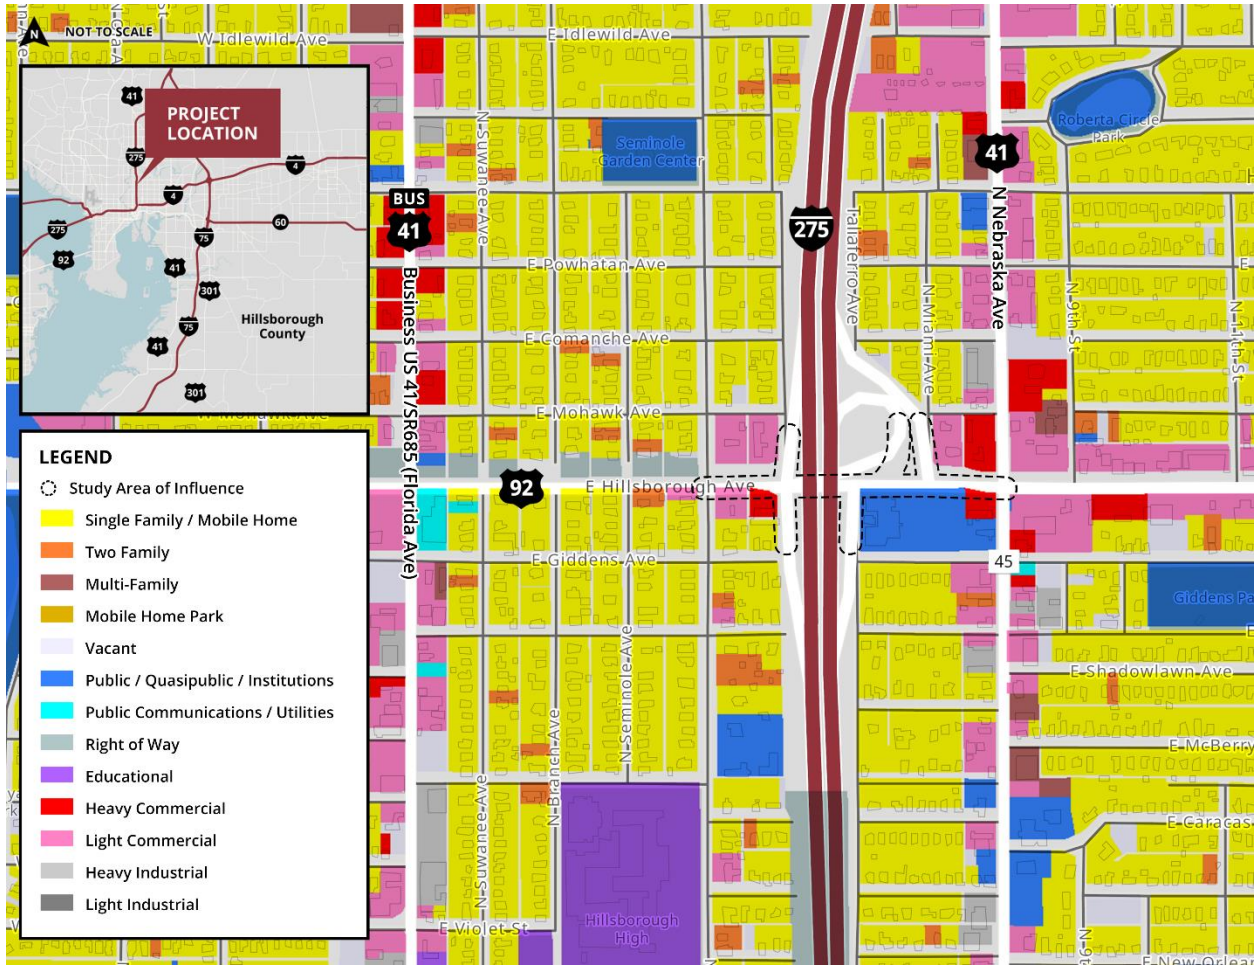 N
NOT TO SCALE
W Idlewild Ave
E Idlewild Ave
PROJECT
LOCATION
41
275
4
4
60
275
92
75
41
301
75
41
301
Hillsborough
County
N Suwanee Ave
Seminole
Garden Center
Roberta Circle
Park
41
N Nebraska Ave
BUS
41
Business US 41/SR685 (Florida Ave)
275
Taliaferro Ave
E Powhatan Ave
N Miami Ave
N 9th St
N 11th St
E Comanche Ave
W Mohawk Ave
E Mohawk Ave
92
E Hillsborough Ave
E Giddens Ave
45
LEGEND
Study Area of Influence
Single Family / Mobile Home
Two Family
Multi-Family
Mobile Home Park
Vacant
Public / Quasipublic / Institutions
Public Communications / Utilities
Right of Way
Educational
Heavy Commercial
Light Commercial
Heavy Industrial
Light Industrial
Giddens Pa
E Shadowlawn Ave
N Seminole Ave
N Branch Ave
N Suwanee Ave
E McBerry
E Caracas
Hillsborough
High
E Violet St
E New Orlean